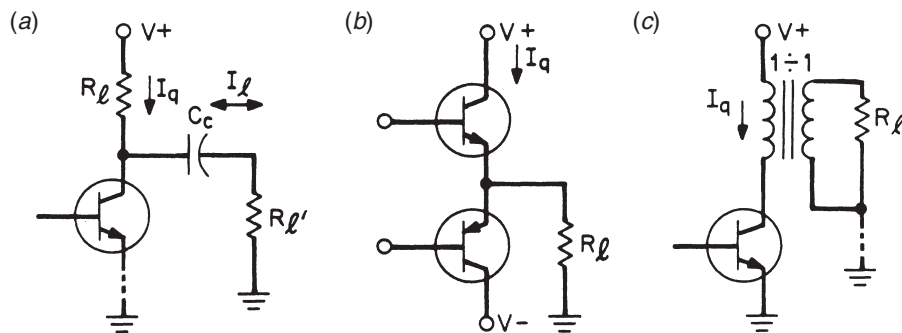 (a)
V+
Rℓ
Iq
Iℓ
Cc
Rℓ'
(b)
V+
Iq
Rℓ
V-
(c)
V+
1÷1
Iq
Rℓ